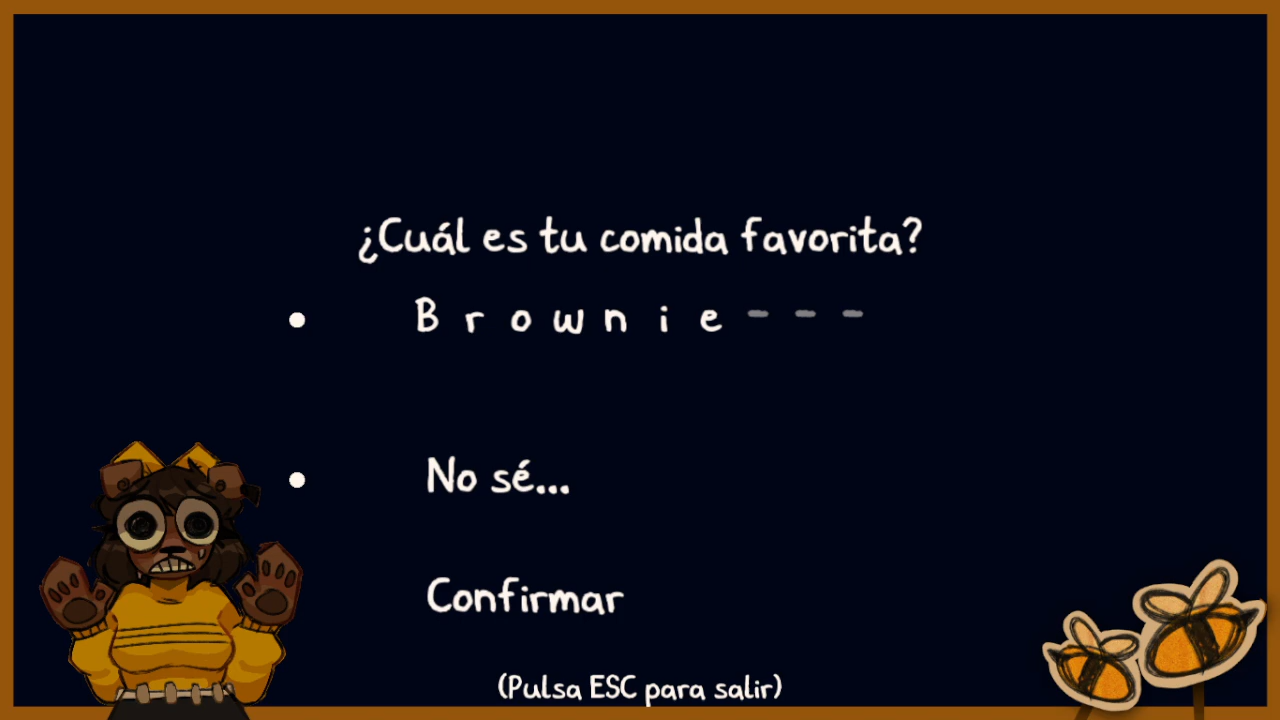 ¿Cuál es tu comida favorita?
• B r o w n i e - - -
• No sé...
Confirmar
(Pulsa ESC para salir)